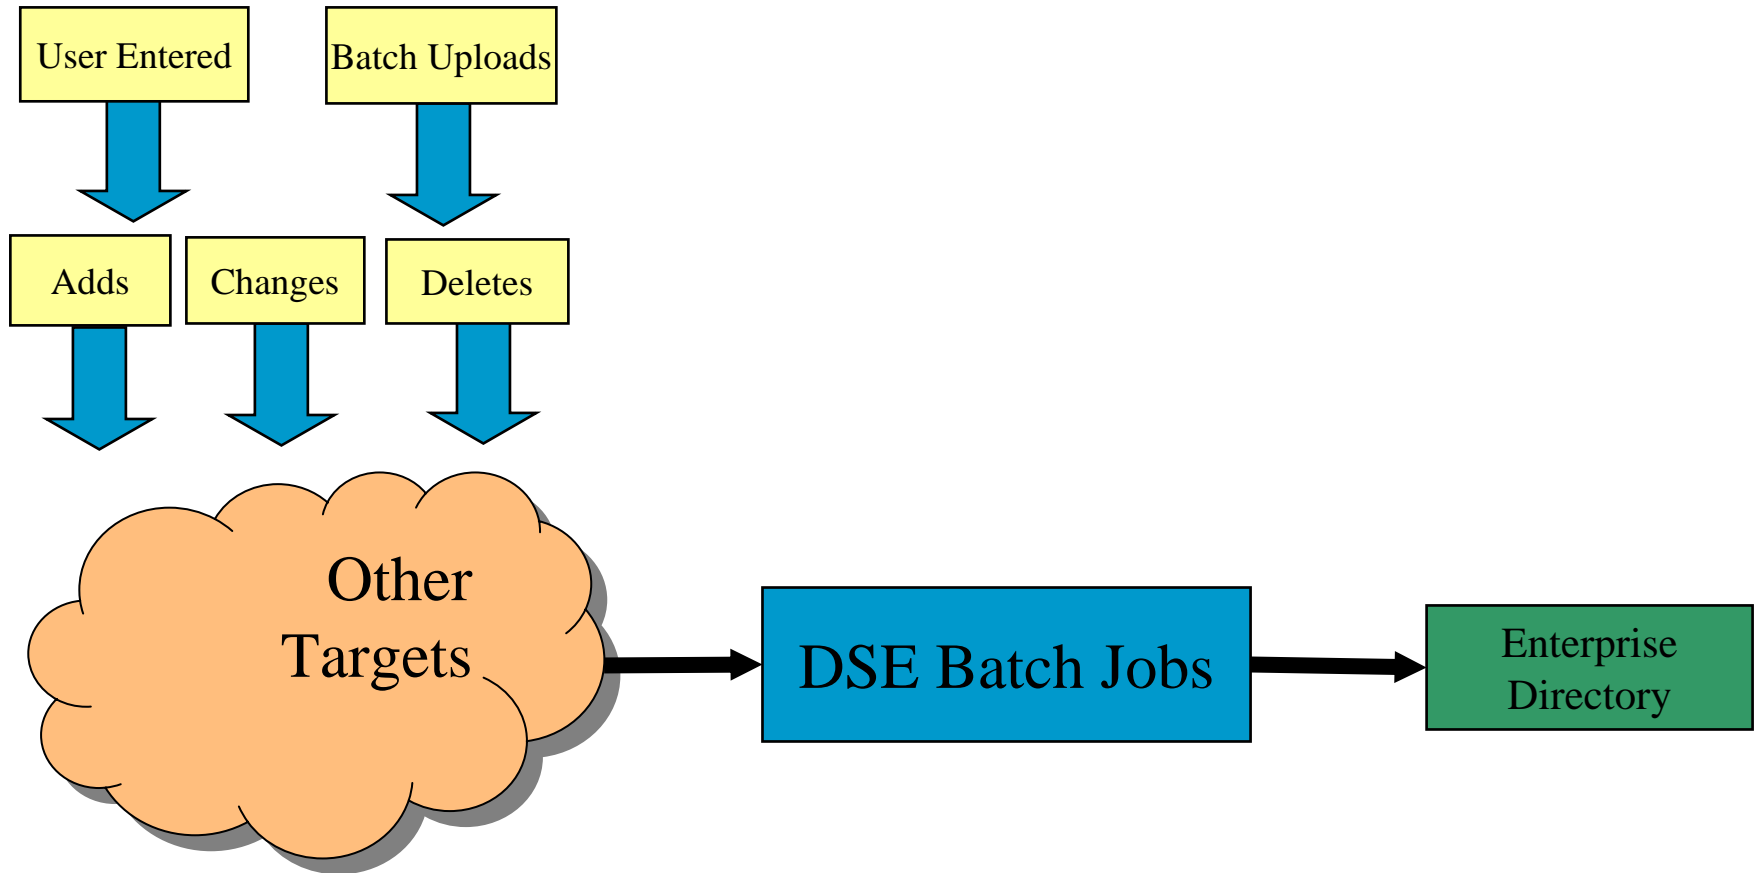 User Entered
Batch Uploads
Adds
Changes
Deletes
Other
Targets
DSE Batch Jobs
Enterprise
Directory